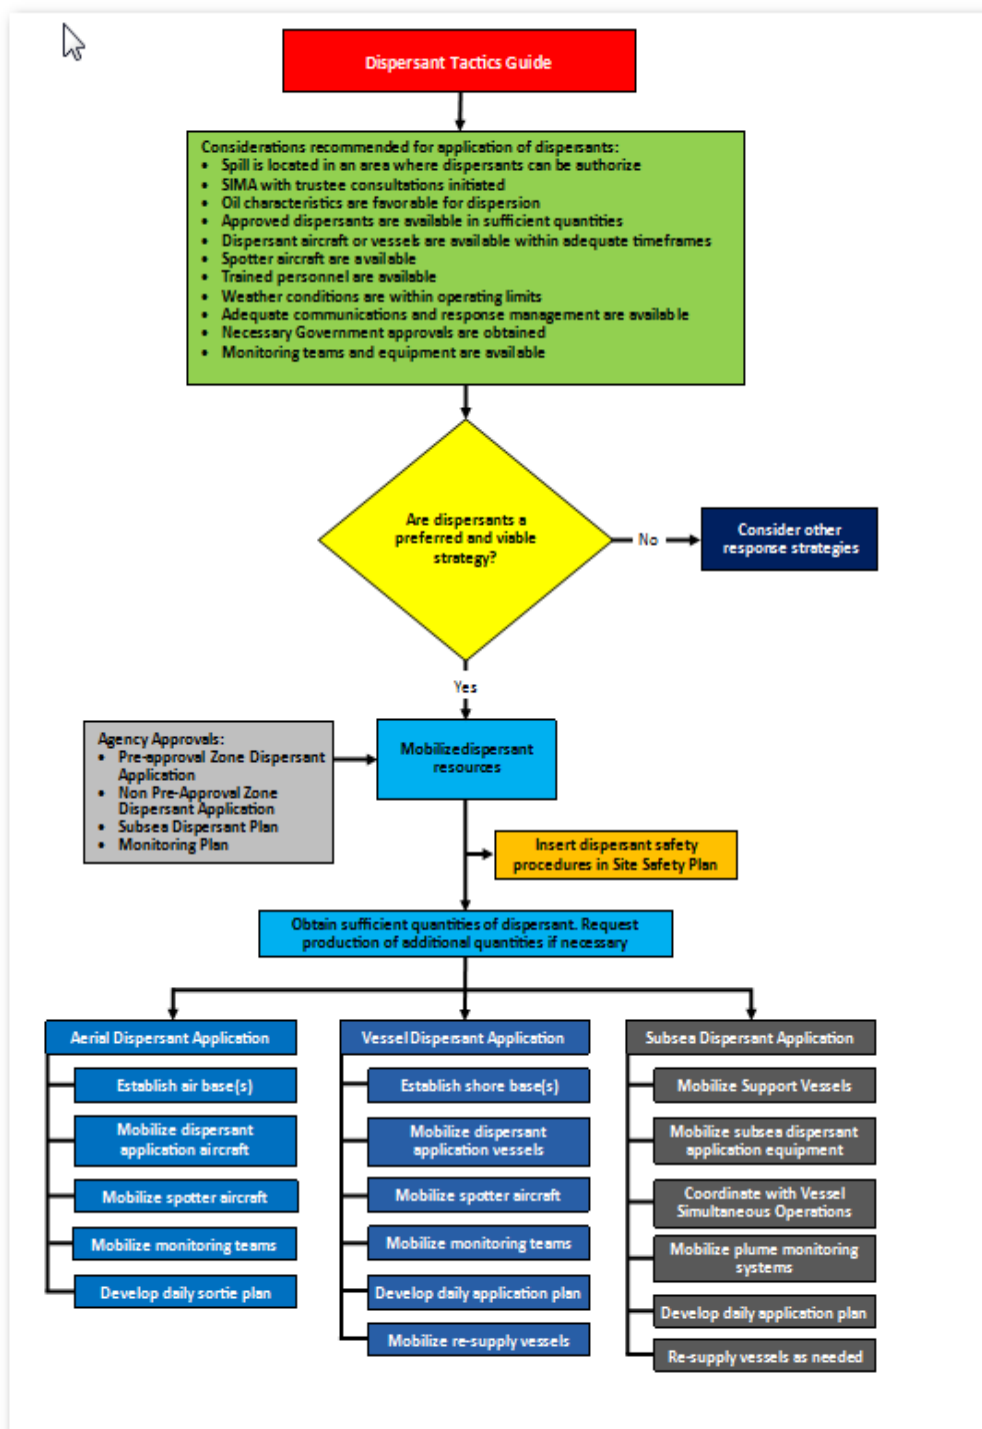 Dispersant Tactics Guide
Considerations recommended for application of dispersants:
• Spill is located in an area where dispersants can be authorize
• SIMA with trustee consultations initiated
• Oil characteristics are favorable for dispersion
• Approved dispersants are available in sufficient quantities
• Dispersant aircraft or vessels are available within adequate timeframes
• Spotter aircraft are available
• Trained personnel are available
• Weather conditions are within operating limits
• Adequate communications and response management are available
• Necessary Government approvals are obtained
• Monitoring teams and equipment are available
Are dispersants a
preferred and viable
strategy?
No
Consider other
response strategies
Yes
Agency Approvals:
• Pre-approval Zone Dispersant
Application
• Non Pre-Approval Zone
Dispersant Application
• Subsea Dispersant Plan
• Monitoring Plan
Mobilizedispersant
resources
Insert dispersant safety
procedures in Site Safety Plan
Obtain sufficient quantities of dispersant. Request
production of additional quantities if necessary
Aerial Dispersant Application
Establish air base(s)
Mobilize dispersant
application aircraft
Mobilize spotter aircraft
Mobilize monitoring teams
Develop daily sortie plan
Vessel Dispersant Application
Establish shore base(s)
Mobilize dispersant
application vessels
Mobilize spotter aircraft
Mobilize monitoring teams
Develop daily application plan
Mobilize re-supply vessels
Subsea Dispersant Application
Mobilize Support Vessels
Mobilize subsea dispersant
application equipment
Coordinate with Vessel
Simultaneous Operations
Mobilize plume monitoring
systems
Develop daily application plan
Re-supply vessels as needed